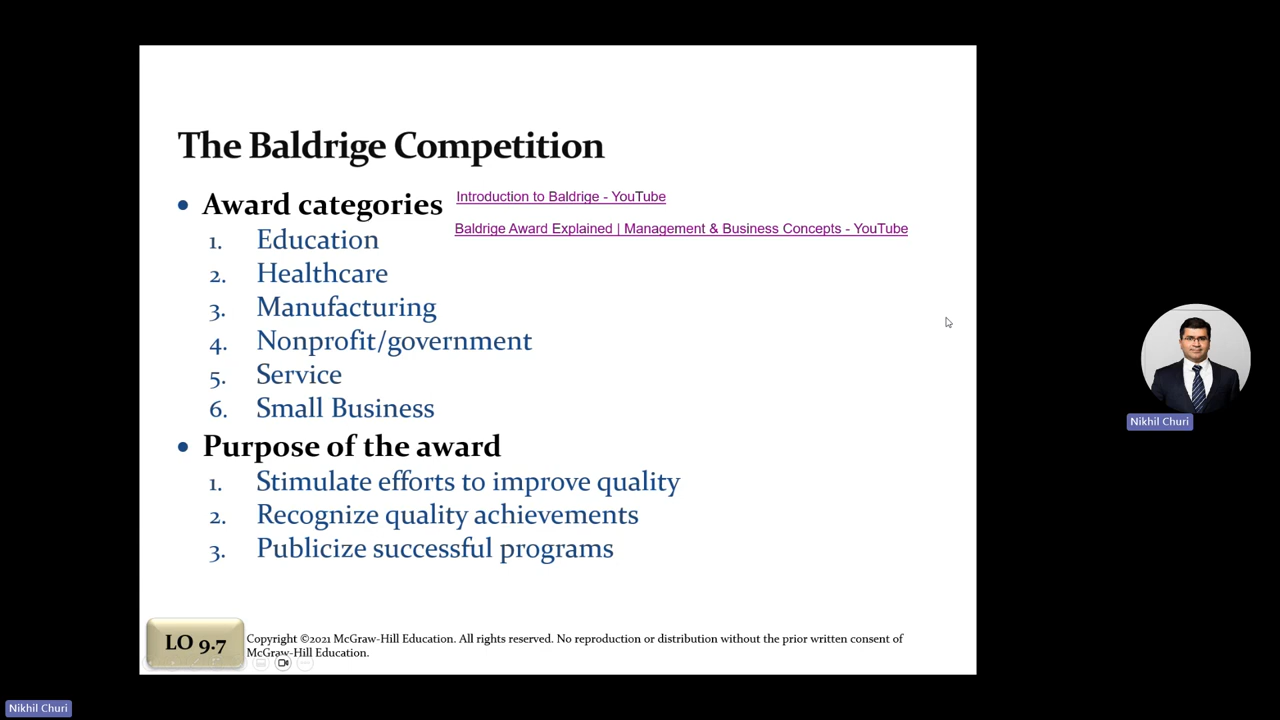 The Baldrige Competition
• Award categories
Introduction to Baldrige - YouTube
Baldrige Award Explained | Management & Business Concepts - YouTube
1. Education
2. Healthcare
3. Manufacturing
4. Nonprofit/government
5. Service
6. Small Business
• Purpose of the award
1. Stimulate efforts to improve quality
2. Recognize quality achievements
3. Publicize successful programs
LO 9.7
Copyright ©2021 McGraw-Hill Education. All rights reserved. No reproduction or distribution without the prior written consent of
McGraw-Hill Education.
Nikhil Churi
Nikhil Churi